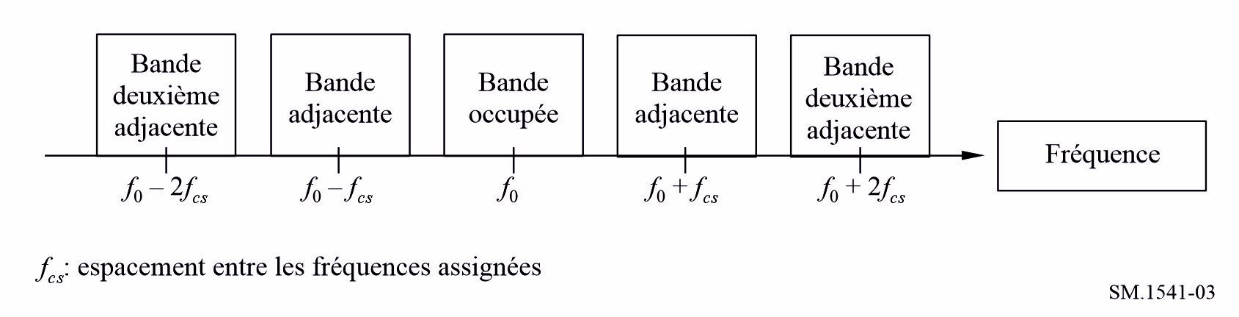 Bande
deuxième
adjacente
Bande
adjacente
Bande
occupée
Bande
adjacente
Bande
deuxième
adjacente
Fréquence
f0 – 2fcs
f0 – fcs
f0
f0 + fcs
f0 + 2fcs
fcs: espacement entre les fréquences assignées
SM.1541-03